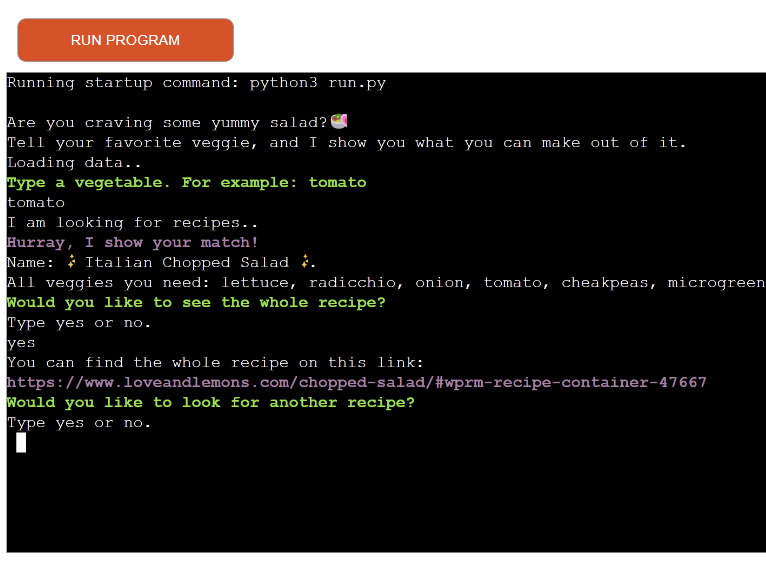 RUN PROGRAM
Running startup command: python3 run.py
Are you craving some yummy salad?🥗
Tell your favorite veggie, and I show you what you can make out of it.
Loading data..
Type a vegetable. For example: tomato
tomato
I am looking for recipes..
Hurray, I show your match!
Name: ✨ Italian Chopped Salad ✨.
All veggies you need: lettuce, radicchio, onion, tomato, cheakpeas, microgreen
Would you like to see the whole recipe?
Type yes or no.
yes
You can find the whole recipe on this link:
https://www.loveandlemons.com/chopped-salad/#wprm-recipe-container-47667
Would you like to look for another recipe?
Type yes or no.